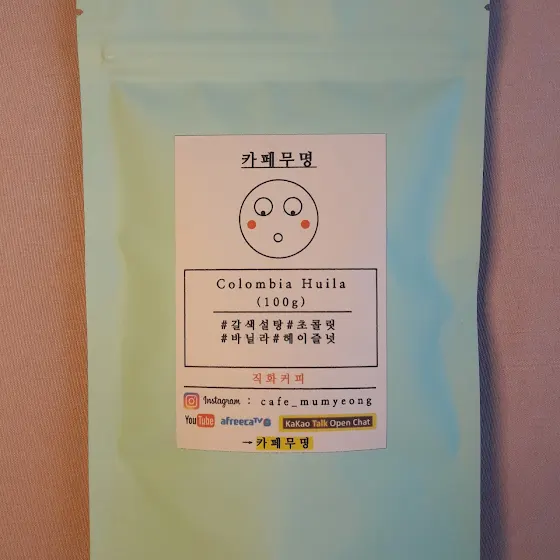 카페무명
Colombia Huila
(100g)
#갈색설탕#초콜릿
#바닐라#헤이즐넛
직화커피
Instagram : cafe_mumyeong
YouTube afreecaTV KaKao Talk Open Chat
→카페무명